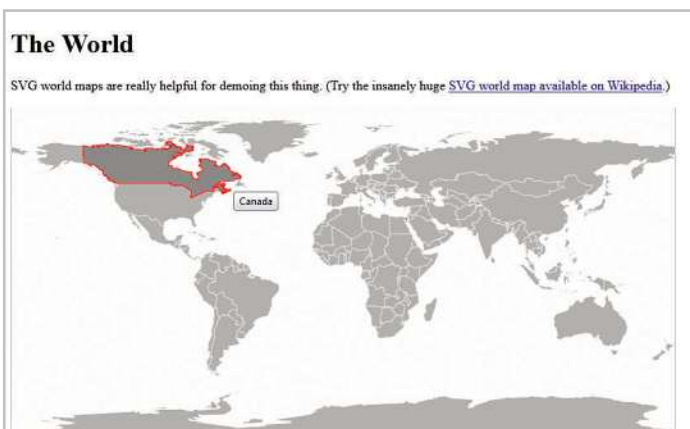 The World
SVG world maps are really helpful for demoing this thing. (Try the insanely huge SVG world map available on Wikipedia.)
Canada